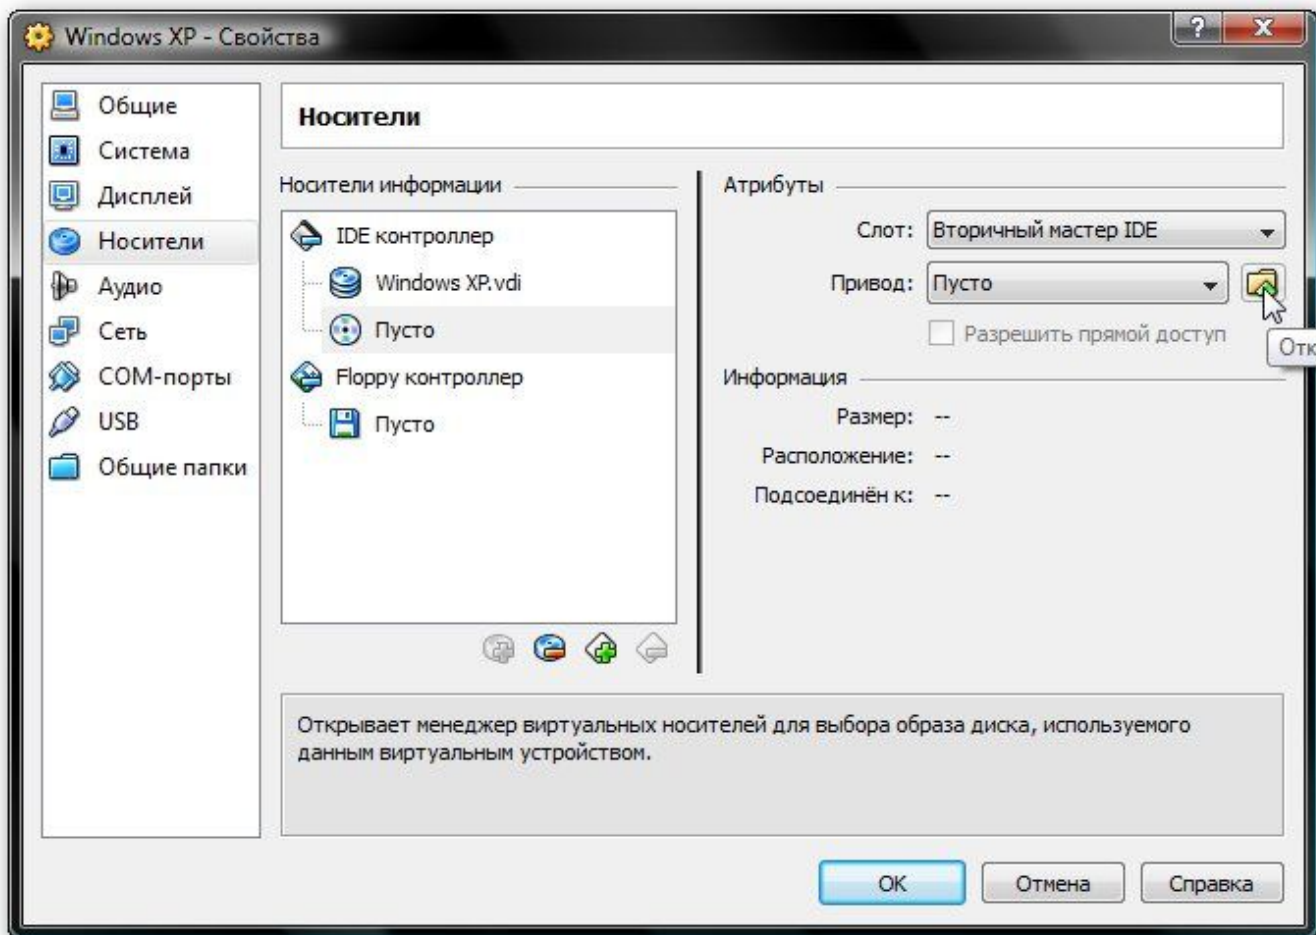 Windows XP - Свойства
?
X
Общие
Система
Дисплей
Носители
Аудио
Сеть
COM-порты
USB
Общие папки
Носители
Носители информации
IDE контроллер
Windows XP.vdi
Пусто
Floppy контроллер
Пусто
Атрибуты
Слот: Вторичный мастер IDE
Привод: Пусто
Разрешить прямой доступ
Отк
Информация
Размер: --
Расположение: --
Подсоединён к: --
Открывает менеджер виртуальных носителей для выбора образа диска, используемого
данным виртуальным устройством.
OK
Отмена
Справка